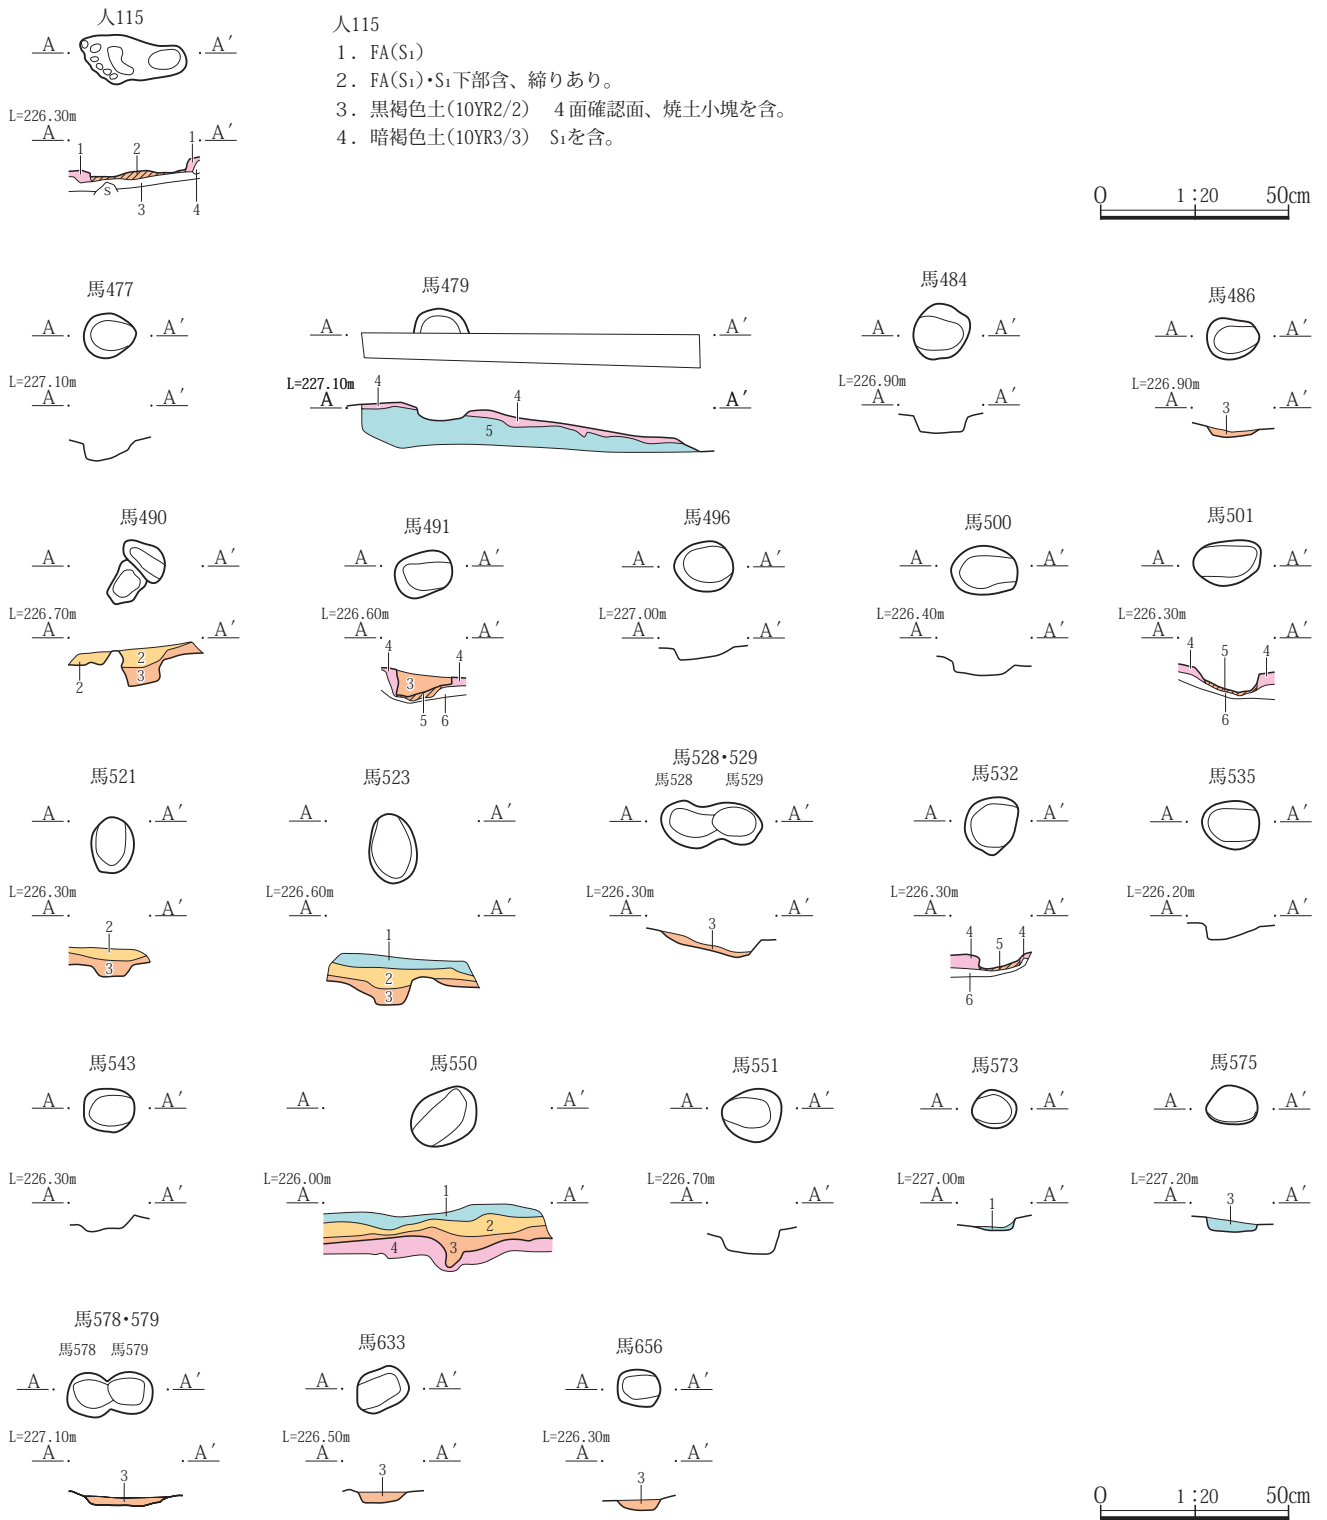 人115
A A′
L=226.30m
A A′
1 2 1
S
3 4
人115
1. FA(S₁)
2. FA(S₁)・S₁下部含、締りあり。
3. 黒褐色土(10YR2/2) 4面確認面、焼土小塊を含。
4. 暗褐色土(10YR3/3) S₁を含。
0 1:20 50cm
馬477
A A′
L=227.10m
A A′
馬479
A A′
L=227.10m
A A′
4 4
5
馬484
A A′
L=226.90m
A A′
馬486
A A′
L=226.90m
A A′
3
馬490
A A′
L=226.70m
A A′
2
3
2
馬491
A A′
L=226.60m
A A′
4 4
3
5 6
馬496
A A′
L=227.00m
A A′
馬500
A A′
L=226.40m
A A′
馬501
A A′
L=226.30m
A A′
4 5 4
6
馬521
A A′
L=226.30m
A A′
2
3
馬523
A A′
L=226.60m
A A′
1
2
3
馬528・529
馬528 馬529
A A′
L=226.30m
A A′
3
馬532
A A′
L=226.30m
A A′
4 5 4
6
馬535
A A′
L=226.20m
A A′
馬543
A A′
L=226.30m
A A′
馬550
A A′
L=226.00m
A A′
1
2
4 3
馬551
A A′
L=226.70m
A A′
馬573
A A′
L=227.00m
A A′
1
馬575
A A′
L=227.20m
A A′
3
馬578・579
馬578 馬579
A A′
L=227.10m
A A′
3
馬633
A A′
L=226.50m
A A′
3
馬656
A A′
L=226.30m
A A′
3
0 1:20 50cm